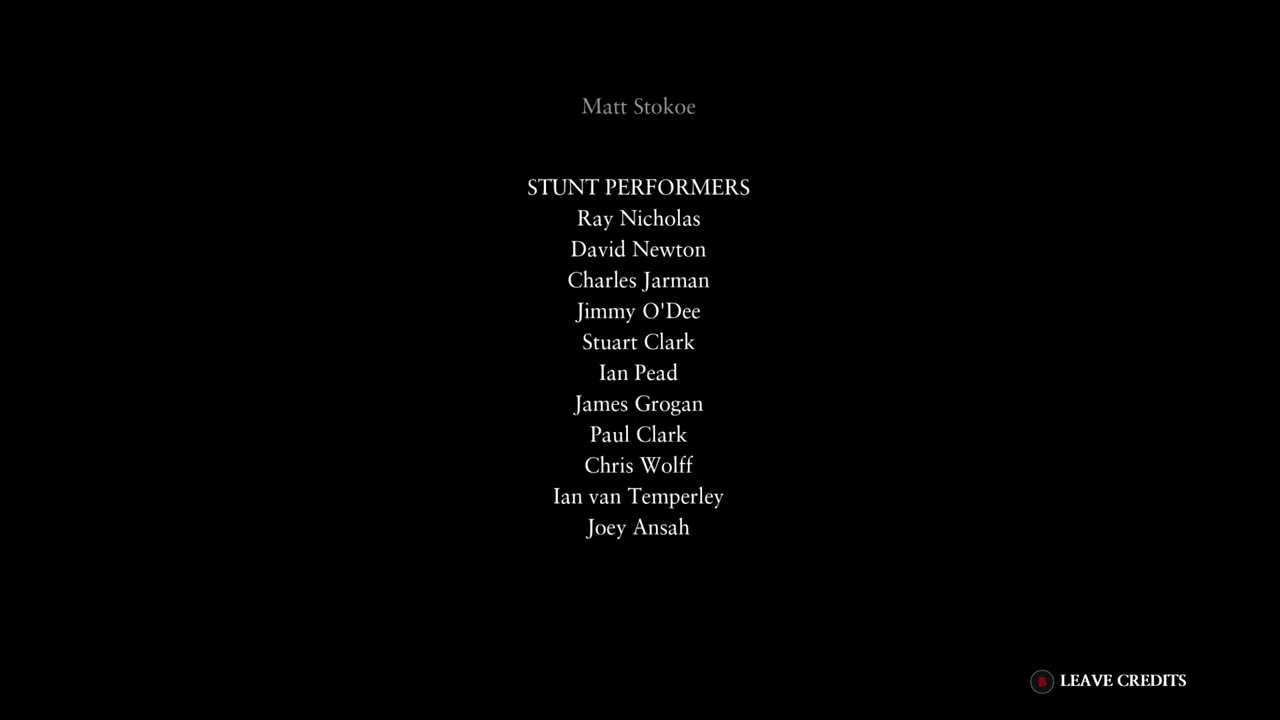 Matt Stokoe
STUNT PERFORMERS
Ray Nicholas
David Newton
Charles Jarman
Jimmy O'Dee
Stuart Clark
Ian Pead
James Grogan
Paul Clark
Chris Wolff
Ian van Temperley
Joey Ansah
B LEAVE CREDITS